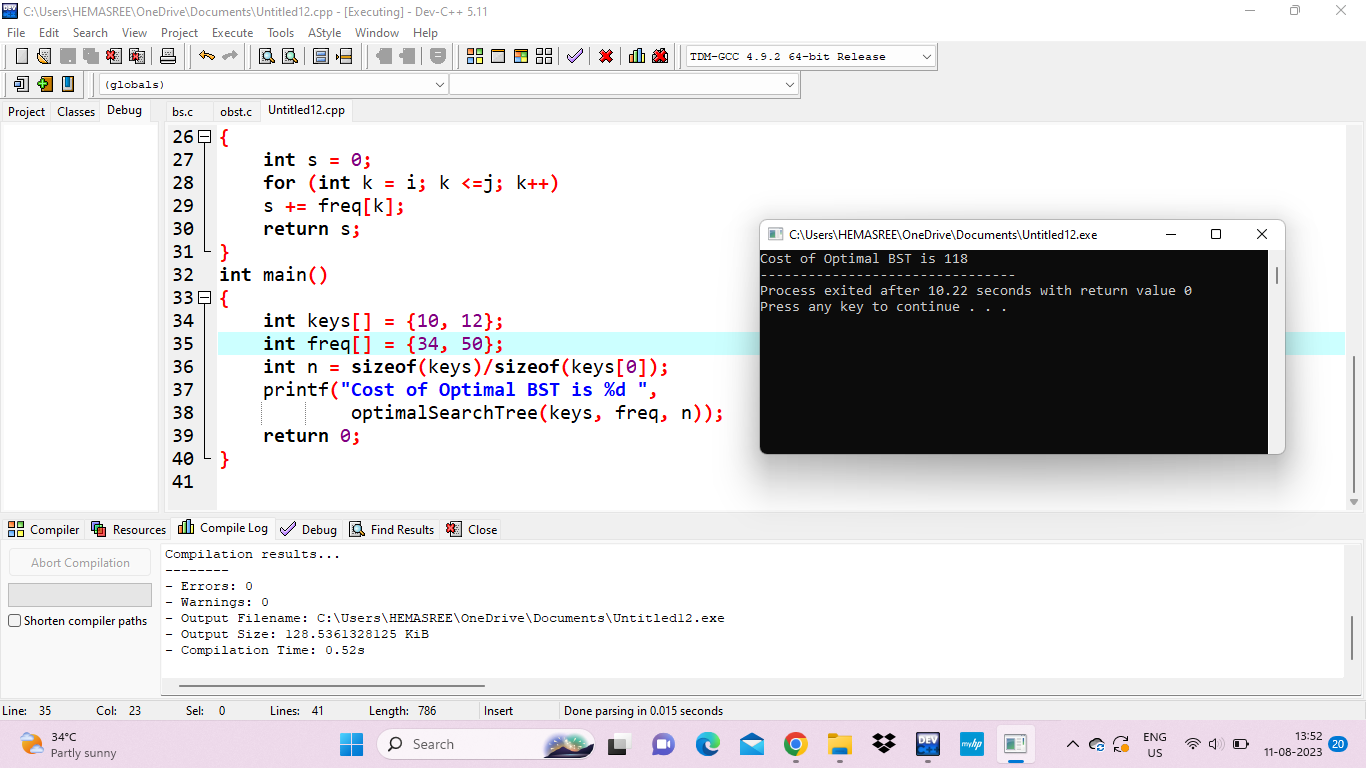 C:\Users\HEMASREE\OneDrive\Documents\Untitled12.cpp - [Executing] - Dev-C++ 5.11
File Edit Search View Project Execute Tools AStyle Window Help
TDM-GCC 4.9.2 64-bit Release
(globals)
Project Classes Debug
bs.c obst.c Untitled12.cpp
26 {
27 int s = 0;
28 for (int k = i; k <=j; k++)
29 s += freq[k];
30 return s;
31 }
32 int main()
33 {
34 int keys[] = {10, 12};
35 int freq[] = {34, 50};
36 int n = sizeof(keys)/sizeof(keys[0]);
37 printf("Cost of Optimal BST is %d ",
38 optimalSearchTree(keys, freq, n));
39 return 0;
40 }
41
C:\Users\HEMASREE\OneDrive\Documents\Untitled12.exe
Cost of Optimal BST is 118
--------------------------------
Process exited after 10.22 seconds with return value 0
Press any key to continue . . .
Compiler Resources Compile Log Debug Find Results Close
Abort Compilation
Shorten compiler paths
Compilation results...
--------
- Errors: 0
- Warnings: 0
- Output Filename: C:\Users\HEMASREE\OneDrive\Documents\Untitled12.exe
- Output Size: 128.5361328125 KiB
- Compilation Time: 0.52s
Line: 35 Col: 23 Sel: 0 Lines: 41 Length: 786 Insert Done parsing in 0.015 seconds
34°C
Partly sunny
Search
DEV
myhp
ENG
US
13:52
11-08-2023
20